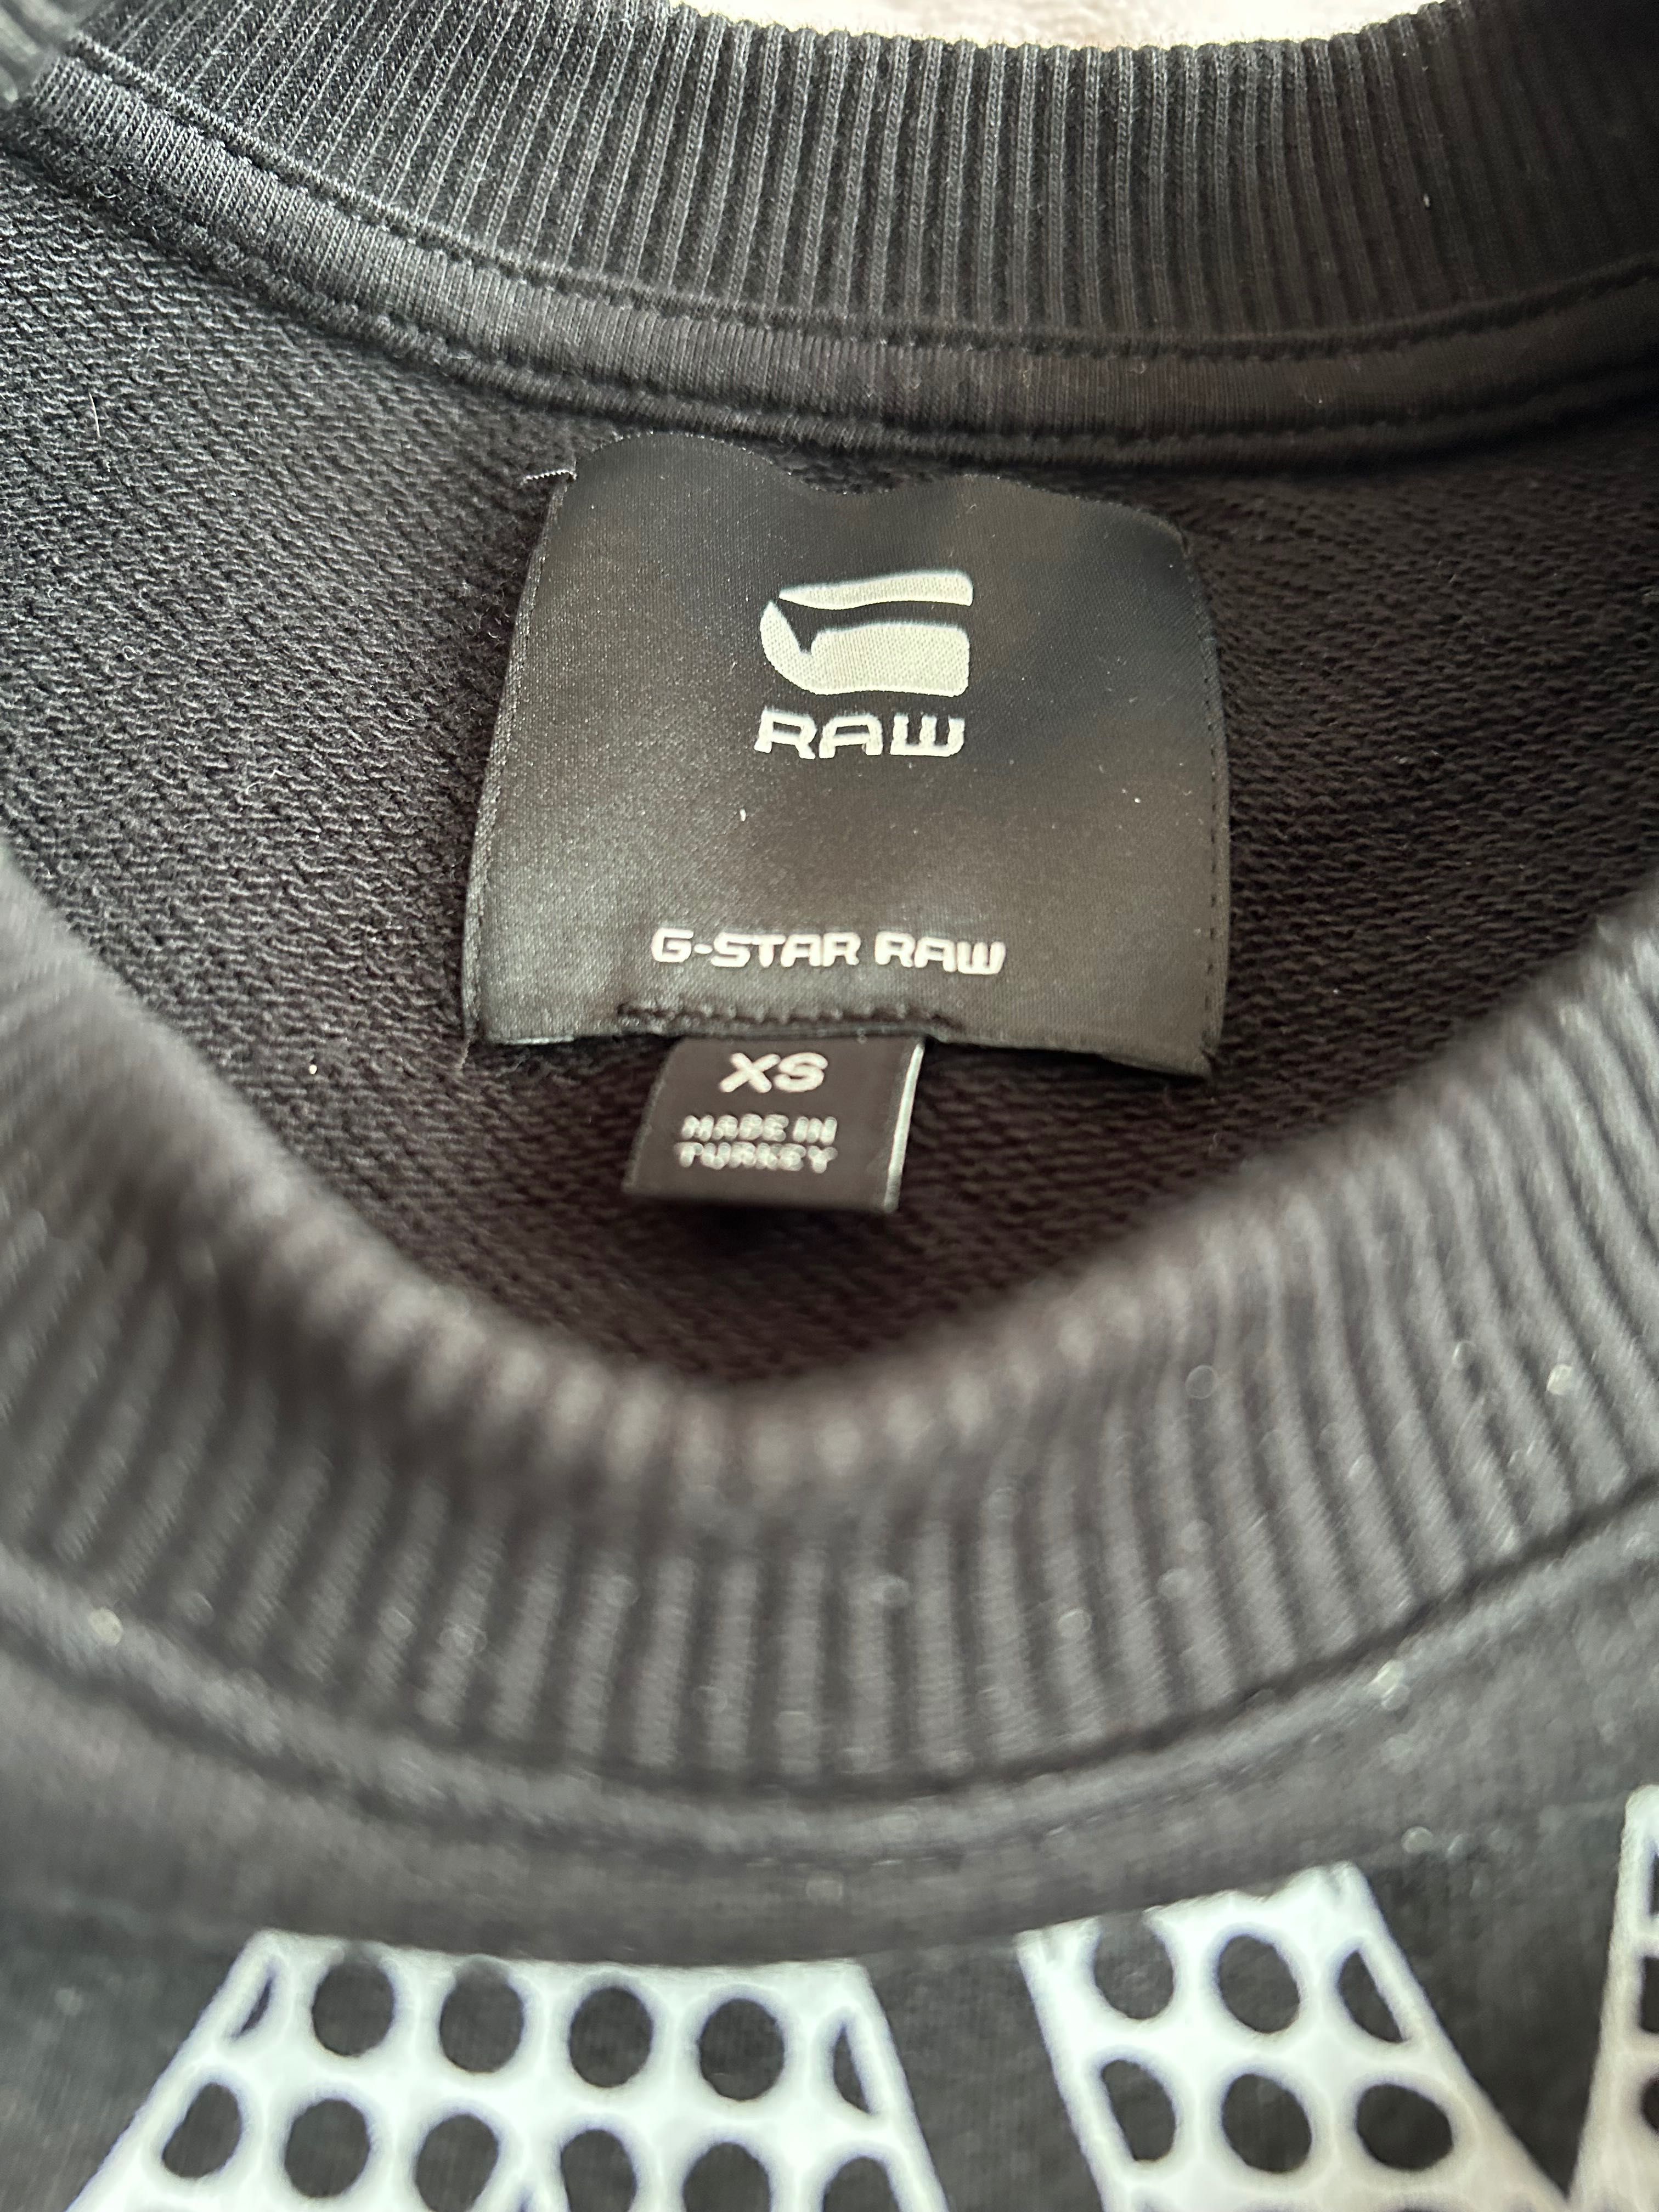 RAW
G-STAR RAW
XS
MADE IN
TURKEY